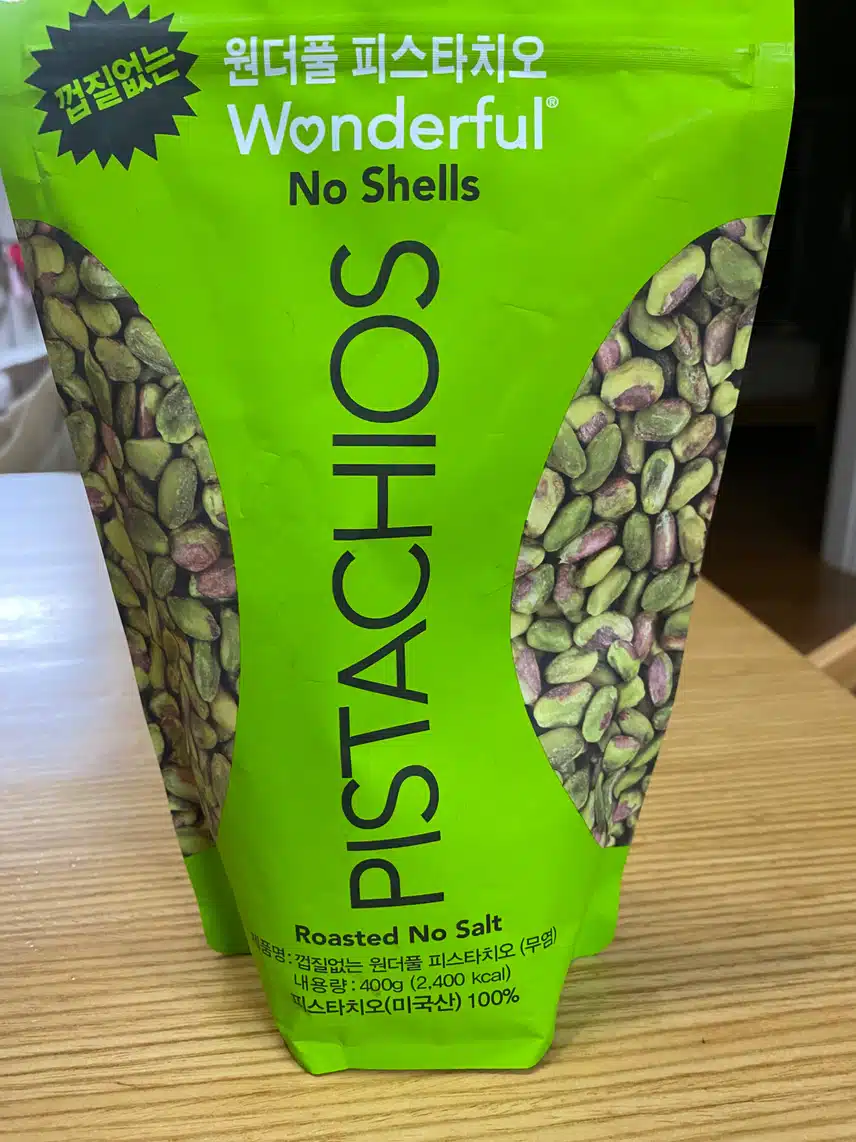 껍질없는
원더풀 피스타치오
Wonderful®
No Shells
PISTACHIOS
Roasted No Salt
제품명: 껍질없는 원더풀 피스타치오 (무염)
내용량: 400g (2,400 kcal)
피스타치오(미국산) 100%